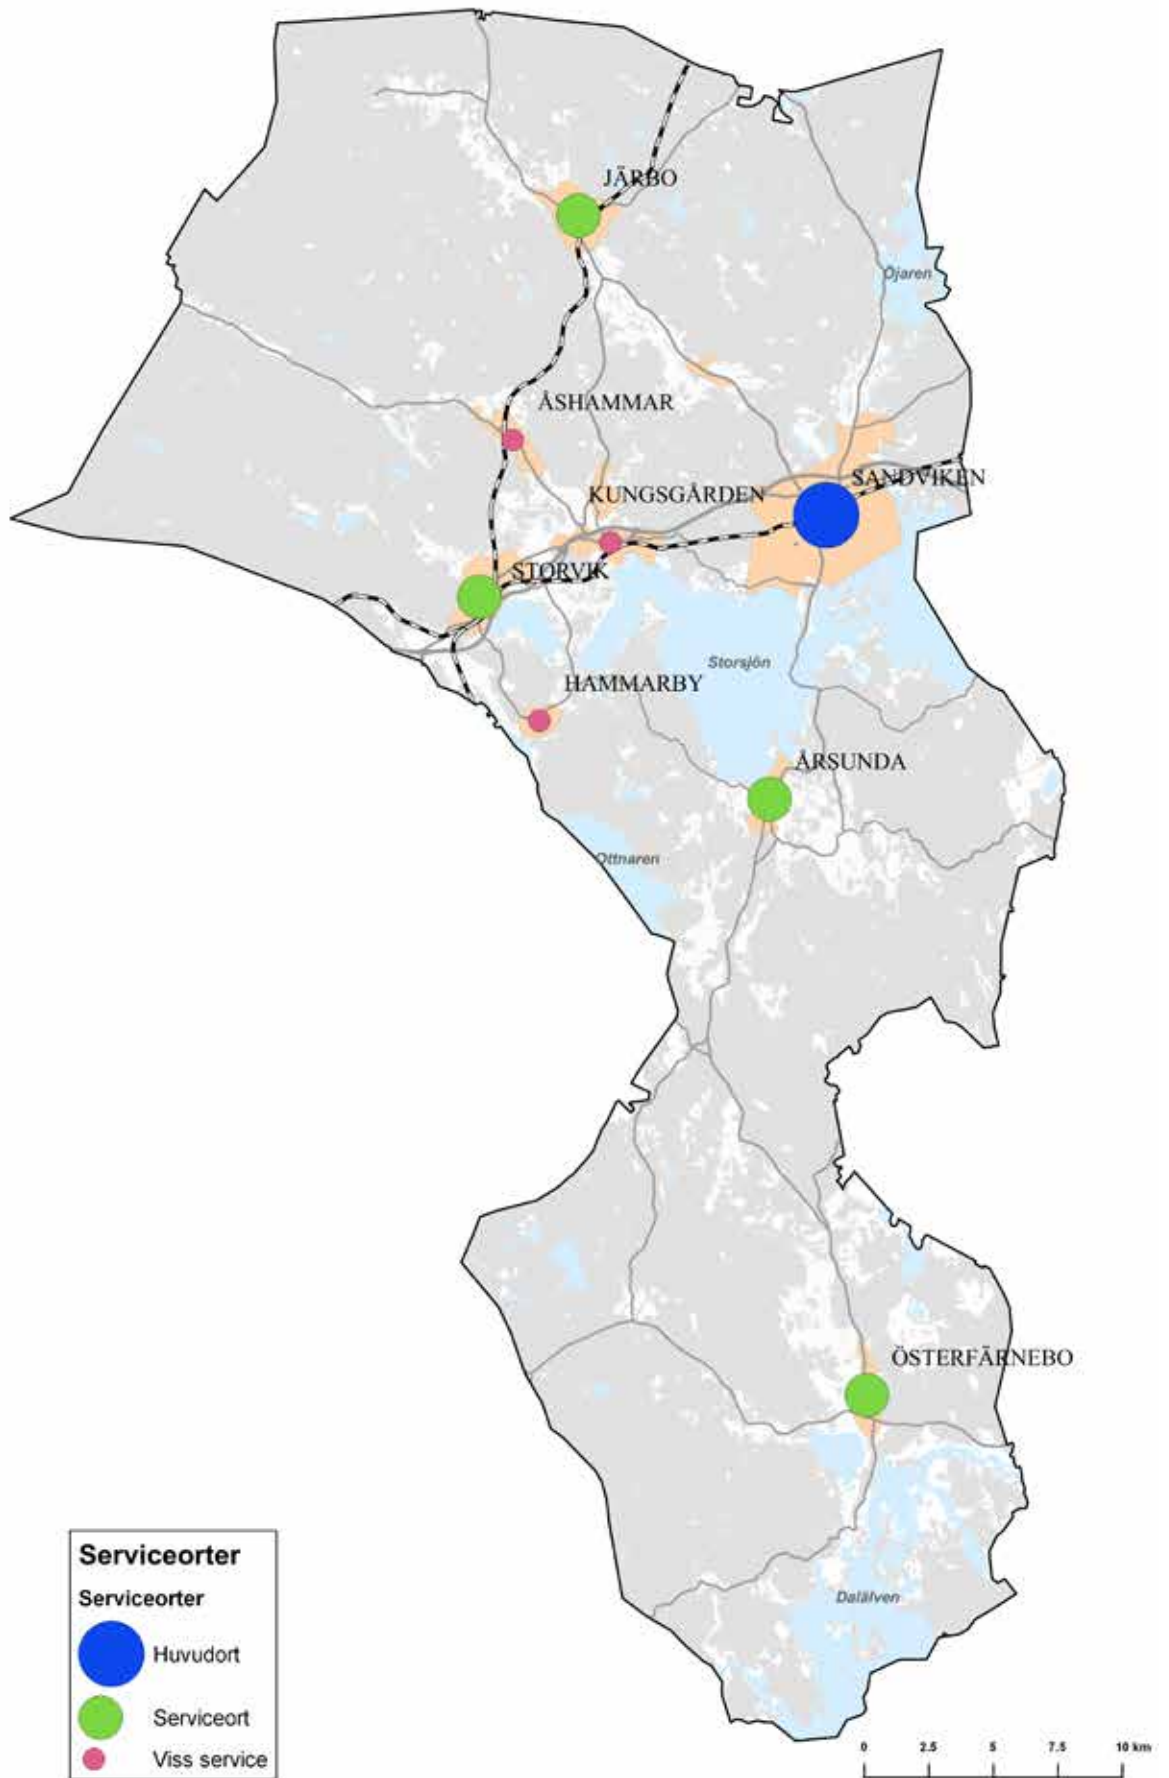 JÄRBO
Öjaren
ÅSHAMMAR
SANDVIKEN
KUNGSGÅRDEN
STORVIK
Storsjön
HAMMARBY
ÅRSUNDA
Ottnaren
ÖSTERFÄRNEBO
Dalälven
Serviceorter
Serviceorter
Huvudort
Serviceort
Viss service
0 2.5 5 7.5 10 km